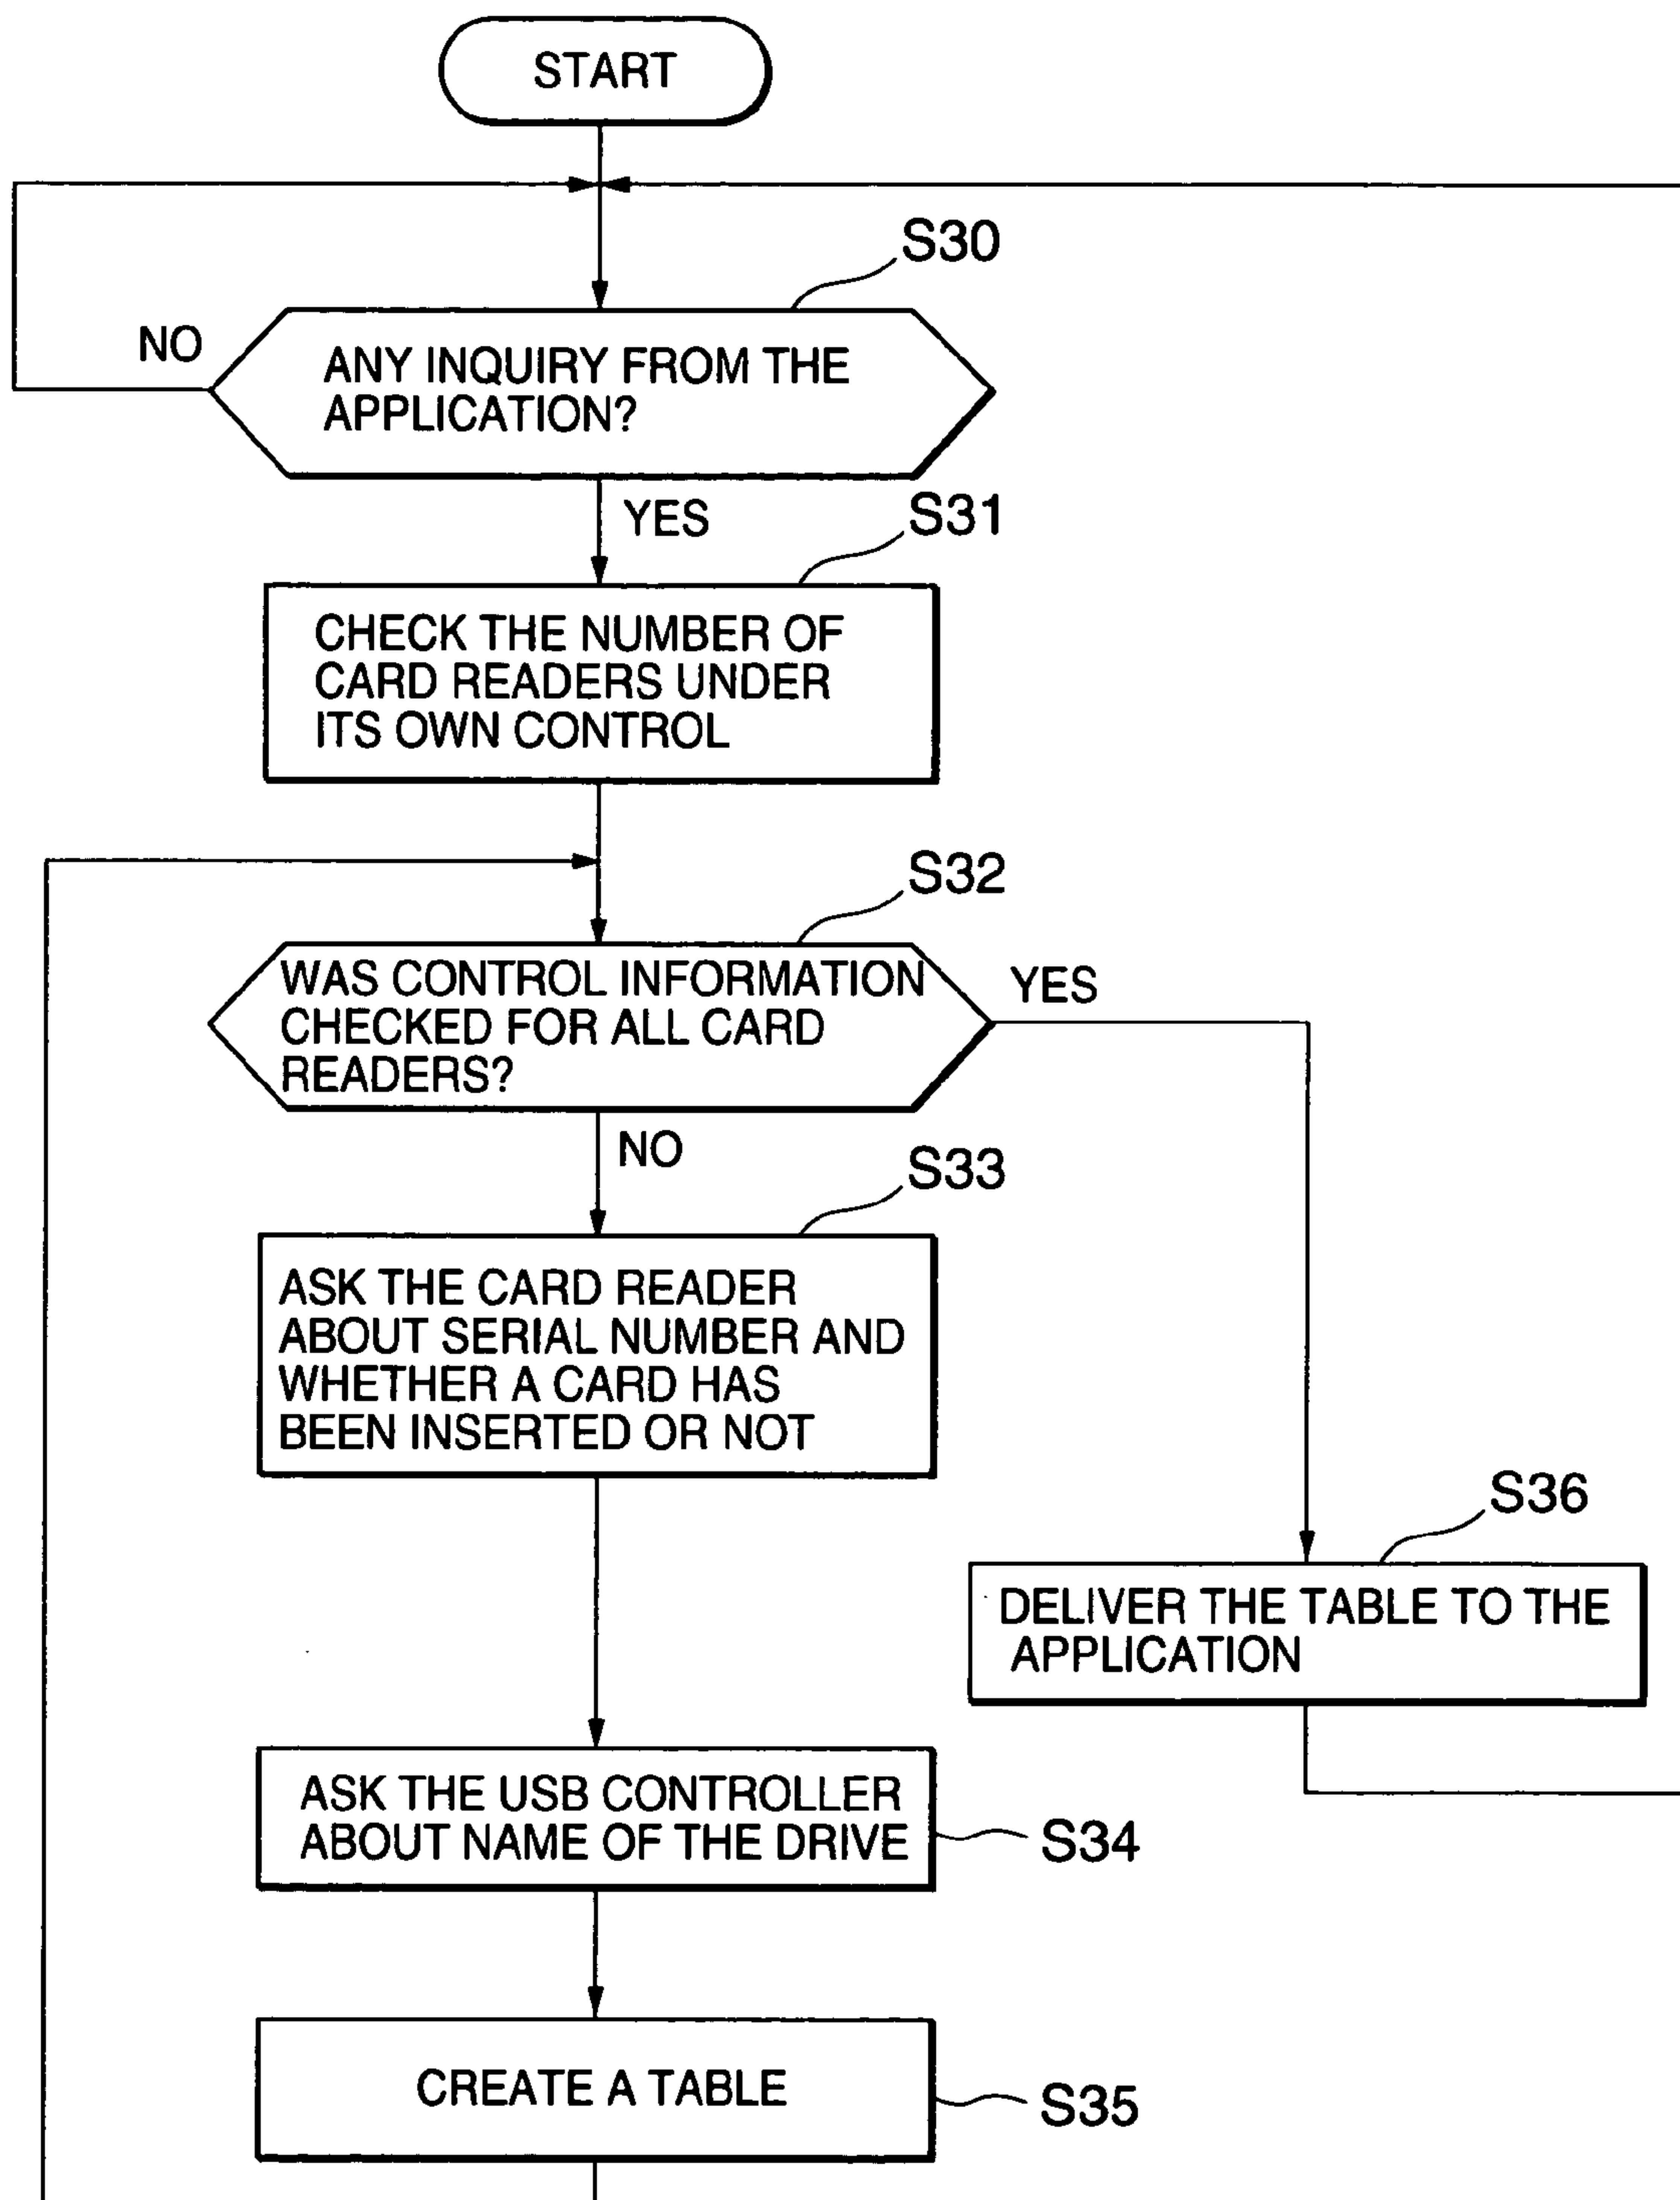 START
S30
NO
ANY INQUIRY FROM THE
APPLICATION?
YES
S31
CHECK THE NUMBER OF
CARD READERS UNDER
ITS OWN CONTROL
S32
WAS CONTROL INFORMATION
CHECKED FOR ALL CARD
READERS?
YES
NO
S33
ASK THE CARD READER
ABOUT SERIAL NUMBER AND
WHETHER A CARD HAS
BEEN INSERTED OR NOT
S36
DELIVER THE TABLE TO THE
APPLICATION
ASK THE USB CONTROLLER
ABOUT NAME OF THE DRIVE
S34
CREATE A TABLE
S35